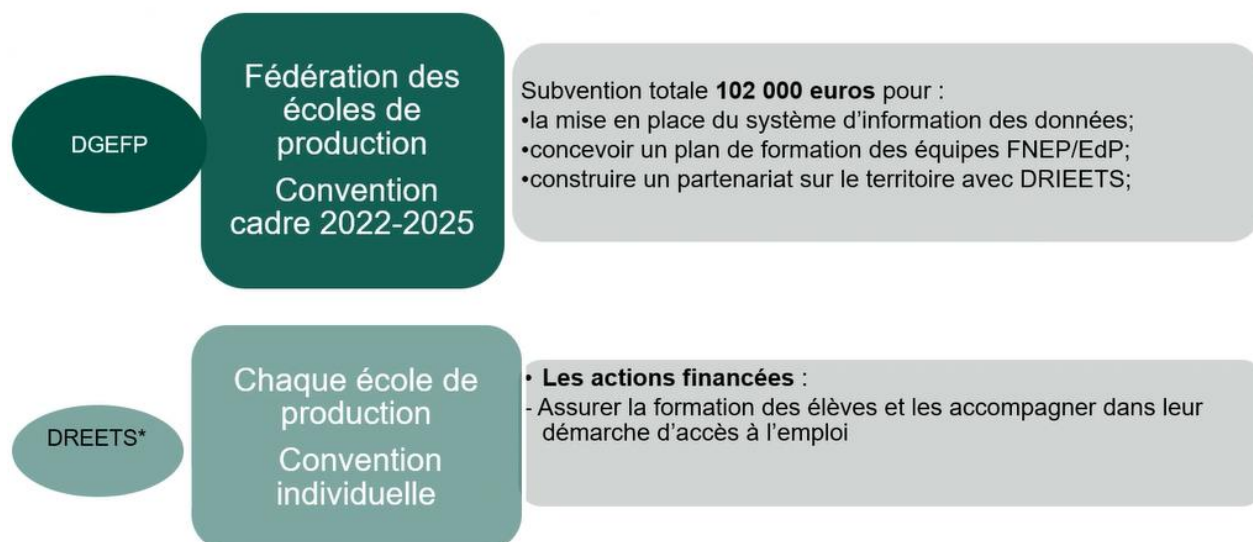 DGEFP
Fédération des
écoles de
production
Convention
cadre 2022-2025
Subvention totale 102 000 euros pour :
•la mise en place du système d’information des données;
•concevoir un plan de formation des équipes FNEP/EdP;
•construire un partenariat sur le territoire avec DRIEETS;
DREETS*
Chaque école de
production
Convention
individuelle
• Les actions financées :
- Assurer la formation des élèves et les accompagner dans leur
démarche d’accès à l’emploi